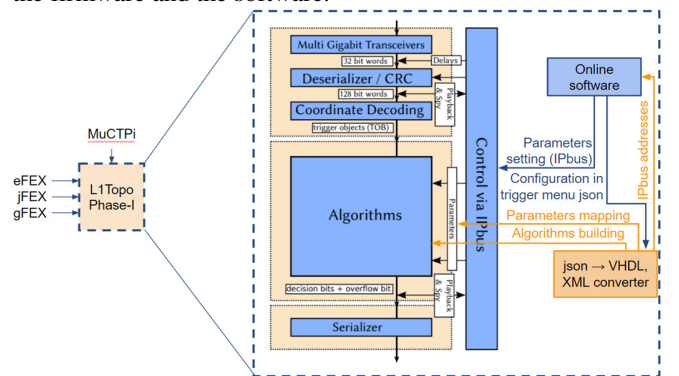 the firmware and the software.
MuCTPi
eFEX
jFEX
gFEX
L1Topo
Phase-I
Multi Gigabit Transceivers
32 bit words
Delays
Deserializer / CRC
128 bit words
Playback
& Spy
Coordinate Decoding
trigger objects (TOB)
Algorithms
Parameters
decision bits + overflow bit
Playback
& Spy
Serializer
Control via IPbus
Online
software
Parameters
setting (IPbus)
Configuration in
trigger menu json
IPbus addresses
Parameters mapping
Algorithms building
json → VHDL,
XML converter